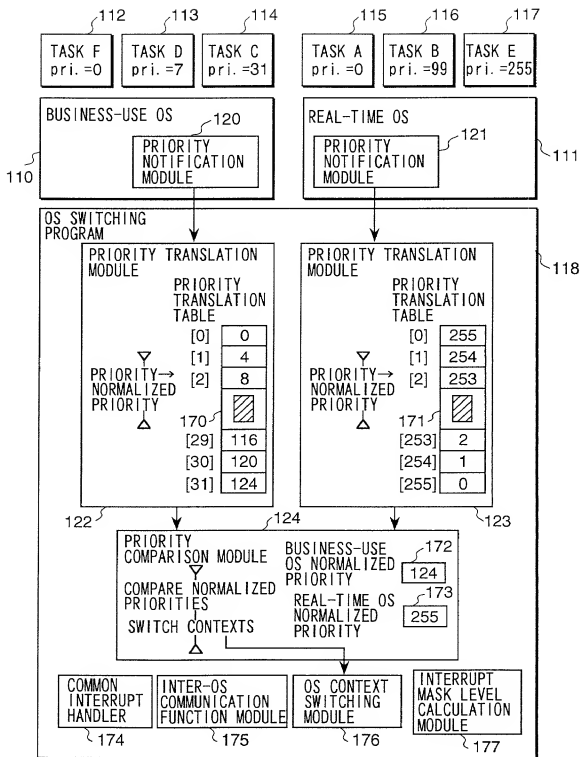 112
113
114
115
116
117
TASK F
pri.=0
TASK D
pri.=7
TASK C
pri.=31
TASK A
pri.=0
TASK B
pri.=99
TASK E
pri.=255
BUSINESS-USE OS
120
PRIORITY
NOTIFICATION
MODULE
110
REAL-TIME OS
121
PRIORITY
NOTIFICATION
MODULE
111
OS SWITCHING
PROGRAM
118
PRIORITY TRANSLATION
MODULE
PRIORITY
TRANSLATION
TABLE
[0] 0
[1] 4
[2] 8
PRIORITY→
NORMALIZED
PRIORITY
170
[29] 116
[30] 120
[31] 124
122
PRIORITY TRANSLATION
MODULE
PRIORITY
TRANSLATION
TABLE
[0] 255
[1] 254
[2] 253
PRIORITY→
NORMALIZED
PRIORITY
171
[253] 2
[254] 1
[255] 0
123
124
PRIORITY
COMPARISON MODULE
COMPARE NORMALIZED
PRIORITIES
SWITCH CONTEXTS
BUSINESS-USE
OS NORMALIZED
PRIORITY
172
124
REAL-TIME OS
NORMALIZED
PRIORITY
173
255
COMMON
INTERRUPT
HANDLER
174
INTER-OS
COMMUNICATION
FUNCTION MODULE
175
OS CONTEXT
SWITCHING
MODULE
176
INTERRUPT
MASK LEVEL
CALCULATION
MODULE
177